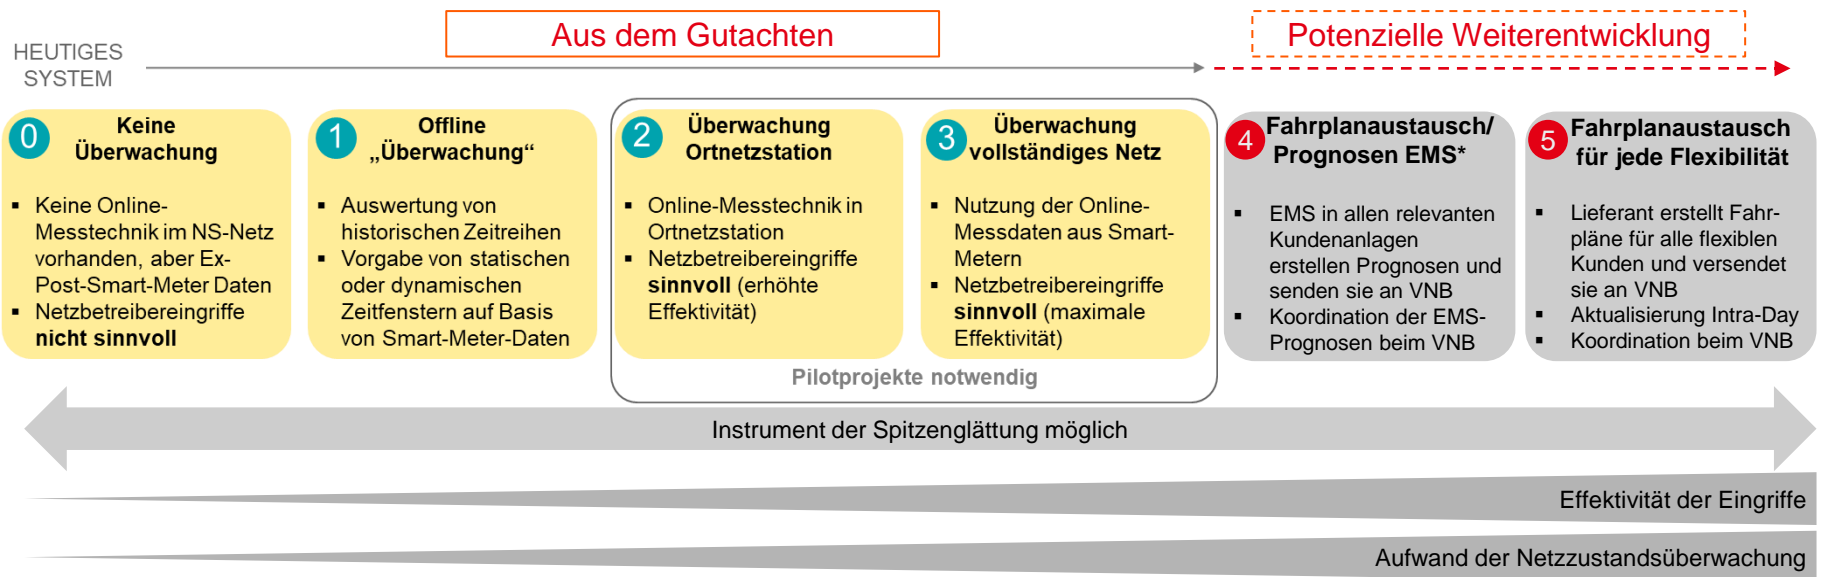 Aus dem Gutachten
Potenzielle Weiterentwicklung
HEUTIGES
SYSTEM
0
Keine
Überwachung
▪ Keine Online-
Messtechnik im NS-Netz
vorhanden, aber Ex-
Post-Smart-Meter Daten
▪ Netzbetreibereingriffe
nicht sinnvoll
1
Offline
„Überwachung“
▪ Auswertung von
historischen Zeitreihen
▪ Vorgabe von statischen
oder dynamischen
Zeitfenstern auf Basis
von Smart-Meter-Daten
2
Überwachung
Ortnetzstation
▪ Online-Messtechnik in
Ortnetzstation
▪ Netzbetreibereingriffe
sinnvoll (erhöhte
Effektivität)
3
Überwachung
vollständiges Netz
▪ Nutzung der Online-
Messdaten aus Smart-
Metern
▪ Netzbetreibereingriffe
sinnvoll (maximale
Effektivität)
Pilotprojekte notwendig
4
Fahrplanaustausch/
Prognosen EMS*
▪ EMS in allen relevanten
Kundenanlagen
erstellen Prognosen und
senden sie an VNB
▪ Koordination der EMS-
Prognosen beim VNB
5
Fahrplanaustausch
für jede Flexibilität
▪ Lieferant erstellt Fahr-
pläne für alle flexiblen
Kunden und versendet
sie an VNB
▪ Aktualisierung Intra-Day
▪ Koordination beim VNB
Instrument der Spitzenglättung möglich
Effektivität der Eingriffe
Aufwand der Netzzustandsüberwachung